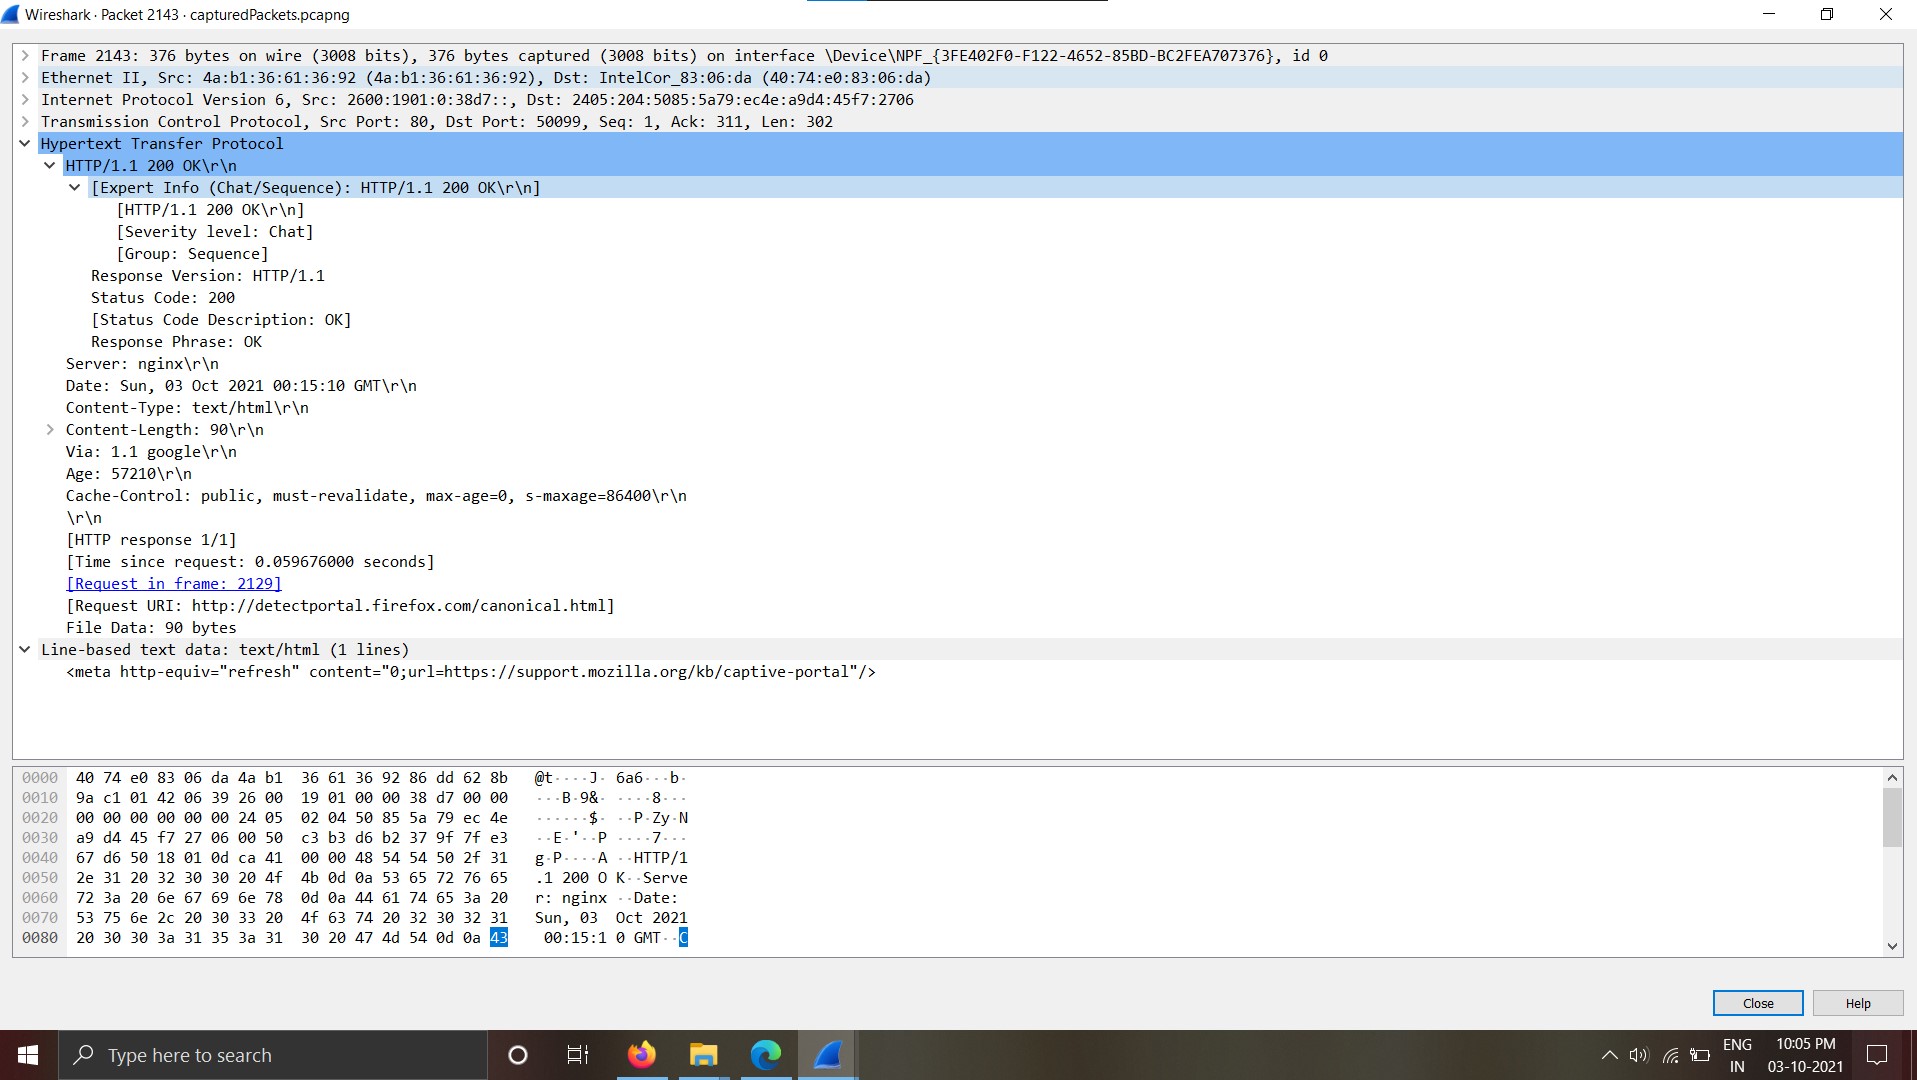 Wireshark · Packet 2143 · capturedPackets.pcapng
Frame 2143: 376 bytes on wire (3008 bits), 376 bytes captured (3008 bits) on interface \Device\NPF_{3FE402F0-F122-4652-85BD-BC2FEA707376}, id 0
Ethernet II, Src: 4a:b1:36:61:36:92 (4a:b1:36:61:36:92), Dst: IntelCor_83:06:da (40:74:e0:83:06:da)
Internet Protocol Version 6, Src: 2600:1901:0:38d7::, Dst: 2405:204:5085:5a79:ec4e:a9d4:45f7:2706
Transmission Control Protocol, Src Port: 80, Dst Port: 50099, Seq: 1, Ack: 311, Len: 302
Hypertext Transfer Protocol
HTTP/1.1 200 OK\r\n
[Expert Info (Chat/Sequence): HTTP/1.1 200 OK\r\n]
[HTTP/1.1 200 OK\r\n]
[Severity level: Chat]
[Group: Sequence]
Response Version: HTTP/1.1
Status Code: 200
[Status Code Description: OK]
Response Phrase: OK
Server: nginx\r\n
Date: Sun, 03 Oct 2021 00:15:10 GMT\r\n
Content-Type: text/html\r\n
Content-Length: 90\r\n
Via: 1.1 google\r\n
Age: 57210\r\n
Cache-Control: public, must-revalidate, max-age=0, s-maxage=86400\r\n
\r\n
[HTTP response 1/1]
[Time since request: 0.059676000 seconds]
[Request in frame: 2129]
[Request URI: http://detectportal.firefox.com/canonical.html]
File Data: 90 bytes
Line-based text data: text/html (1 lines)
<meta http-equiv="refresh" content="0;url=https://support.mozilla.org/kb/captive-portal"/>
0000 40 74 e0 83 06 da 4a b1 36 61 36 92 86 dd 62 8b @t····J· 6a6···b·
0010 9a c1 01 42 06 39 26 00 19 01 00 00 38 d7 00 00 ···B·9&· ····8···
0020 00 00 00 00 00 00 24 05 02 04 50 85 5a 79 ec 4e ······$· ··P·Zy·N
0030 a9 d4 45 f7 27 06 00 50 c3 b3 d6 b2 37 9f 7f e3 ··E·'··P ····7···
0040 67 d6 50 18 01 0d ca 41 00 00 48 54 54 50 2f 31 g·P····A ··HTTP/1
0050 2e 31 20 32 30 30 20 4f 4b 0d 0a 53 65 72 76 65 .1 200 O K··Serve
0060 72 3a 20 6e 67 69 6e 78 0d 0a 44 61 74 65 3a 20 r: nginx ··Date:
0070 53 75 6e 2c 20 30 33 20 4f 63 74 20 32 30 32 31 Sun, 03 Oct 2021
0080 20 30 30 3a 31 35 3a 31 30 20 47 4d 54 0d 0a 43 00:15:1 0 GMT··C
Close Help
Type here to search
ENG 10:05 PM
IN 03-10-2021